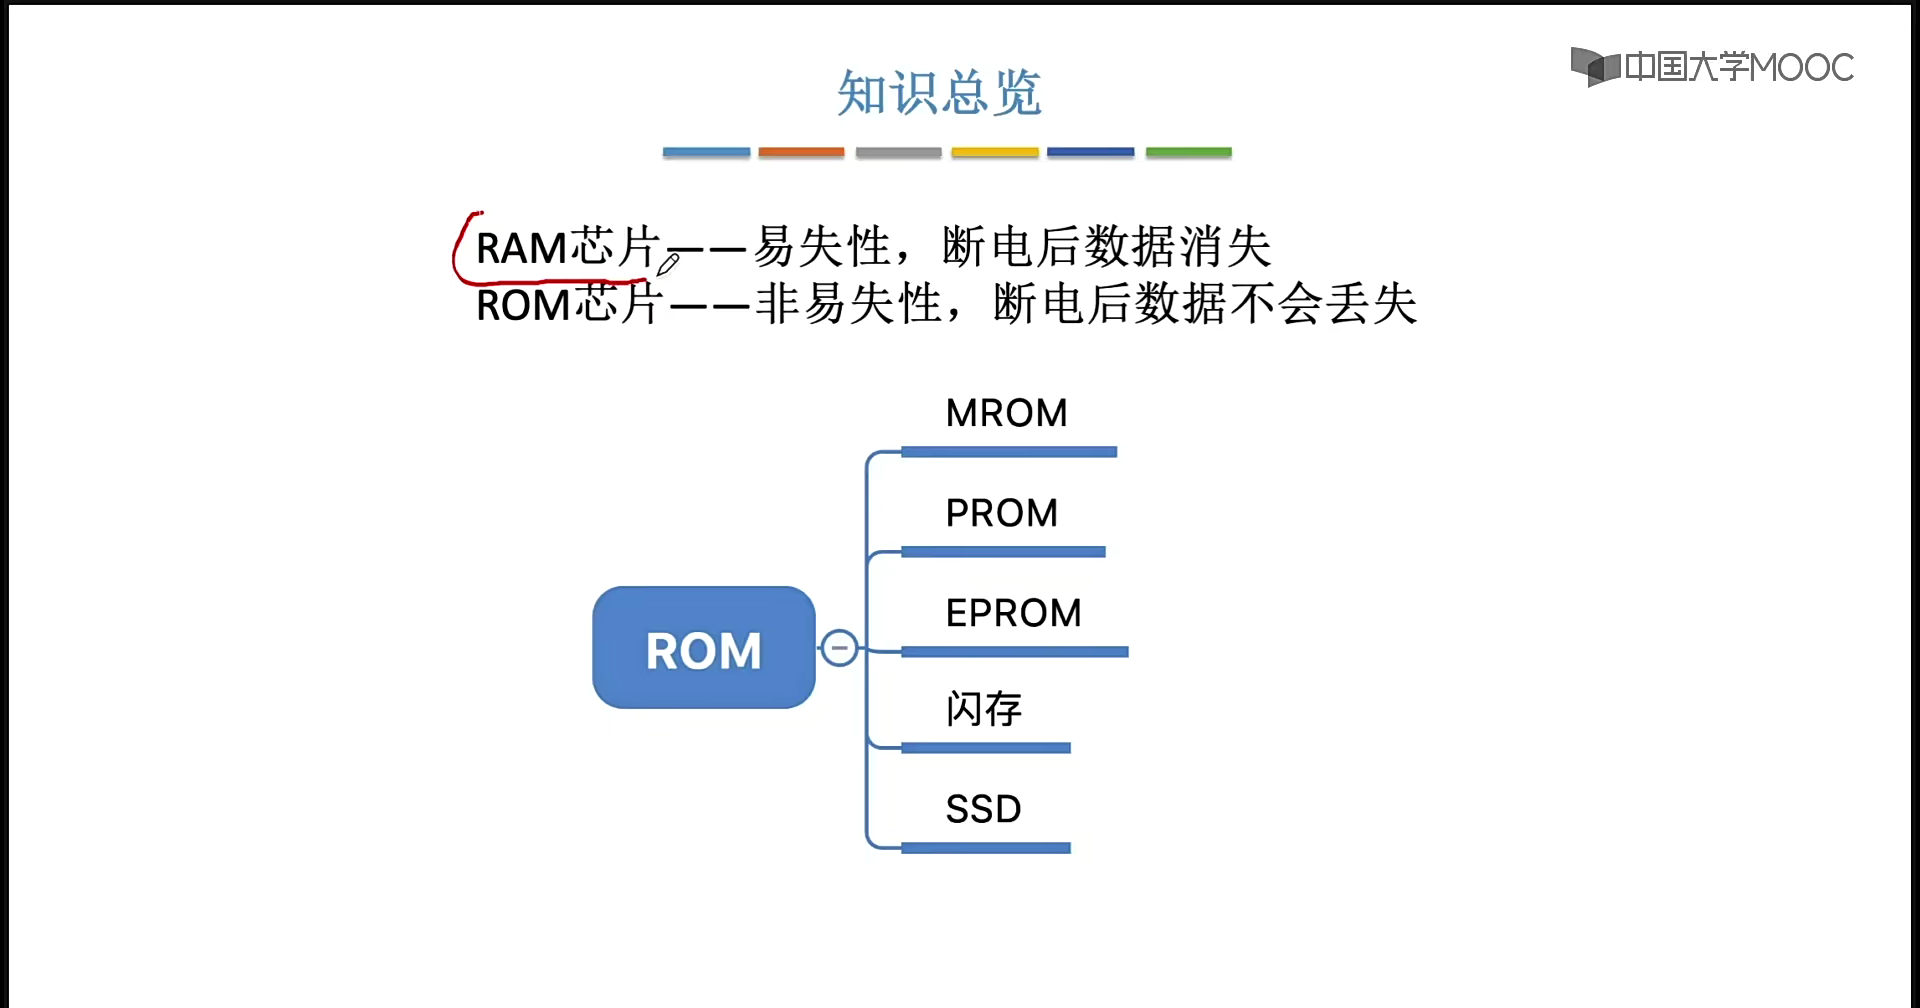 中国大学MOOC
知识总览
RAM芯片——易失性，断电后数据消失
ROM芯片——非易失性，断电后数据不会丢失
MROM
PROM
EPROM
ROM
闪存
SSD